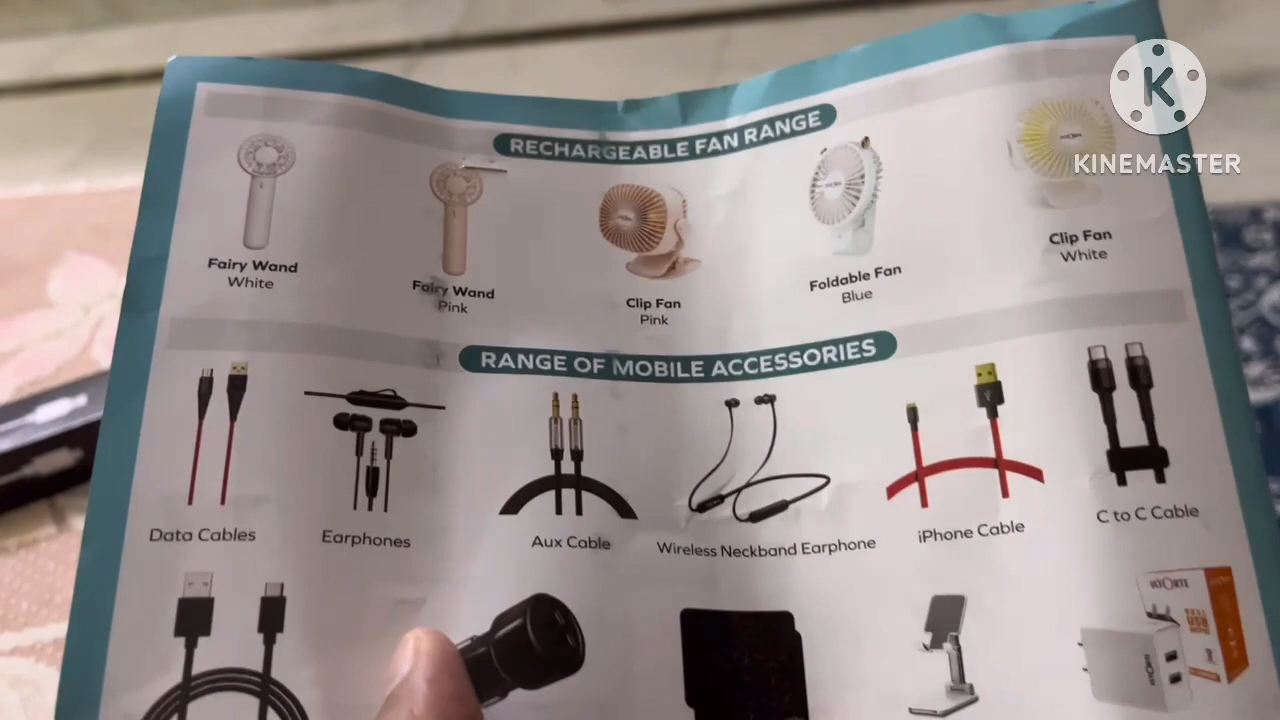 K
KINEMASTER
RECHARGEABLE FAN RANGE
Fairy Wand
White
Fairy Wand
Pink
Clip Fan
Pink
Foldable Fan
Blue
Clip Fan
White
RANGE OF MOBILE ACCESSORIES
Data Cables
Earphones
Aux Cable
Wireless Neckband Earphone
iPhone Cable
C to C Cable